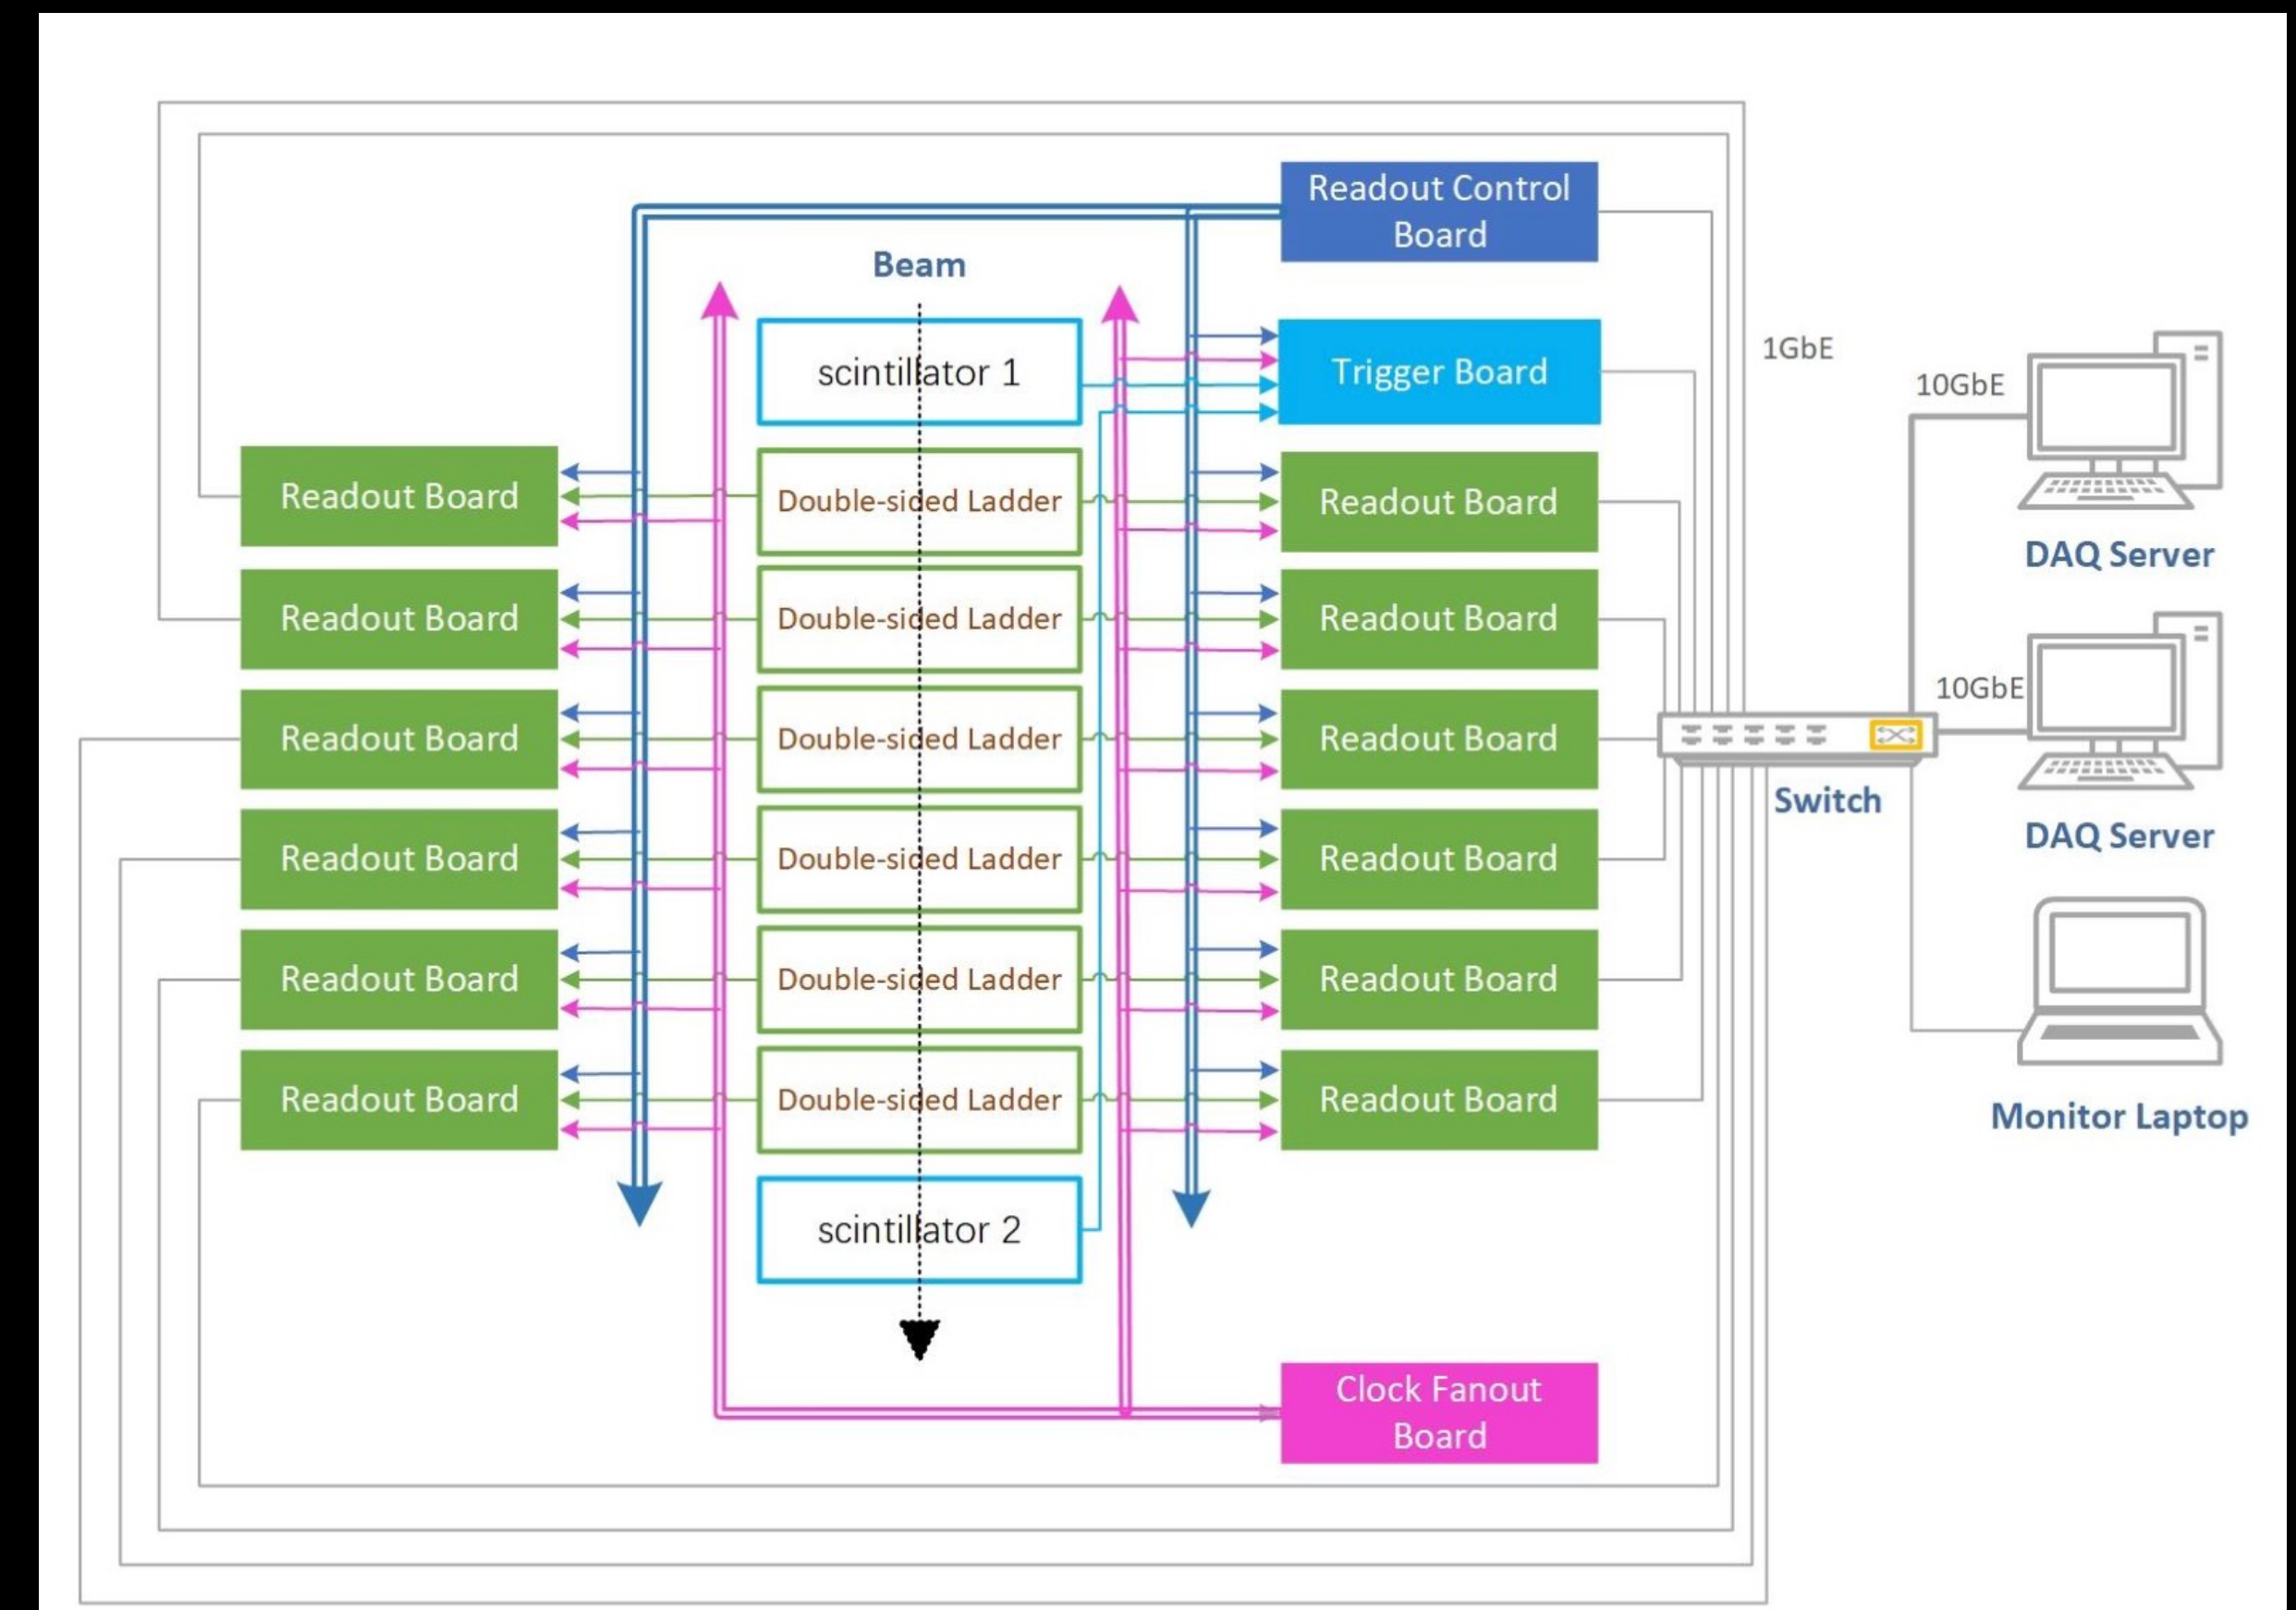 Readout Control
Board
Beam
scintillator 1
Trigger Board
1GbE
10GbE
DAQ Server
Readout Board
Double-sided Ladder
Readout Board
Readout Board
Double-sided Ladder
Readout Board
Readout Board
Double-sided Ladder
Readout Board
10GbE
Switch
DAQ Server
Readout Board
Double-sided Ladder
Readout Board
Readout Board
Double-sided Ladder
Readout Board
Readout Board
Double-sided Ladder
Readout Board
Monitor Laptop
scintillator 2
Clock Fanout
Board